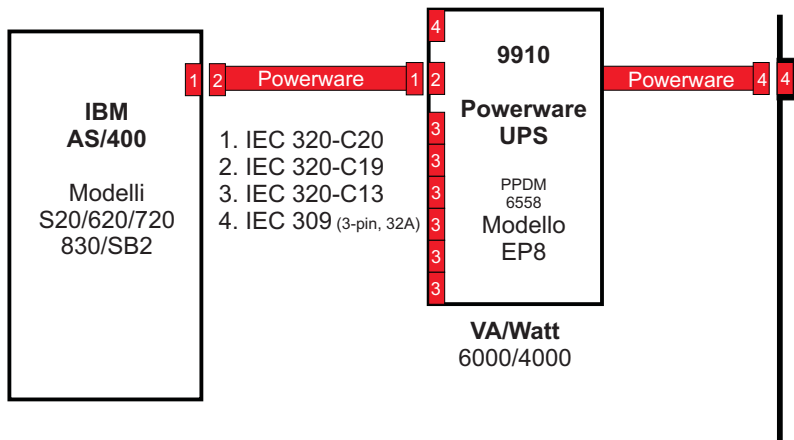 IBM
AS/400
Modelli
S20/620/720
830/SB2
1
2
Powerware
1
1. IEC 320-C20
2. IEC 320-C19
3. IEC 320-C13
4. IEC 309 (3-pin, 32A)
4
2
3
3
3
3
3
3
9910
Powerware
UPS
PPDM
6558
Modello
EP8
VA/Watt
6000/4000
Powerware
4
4